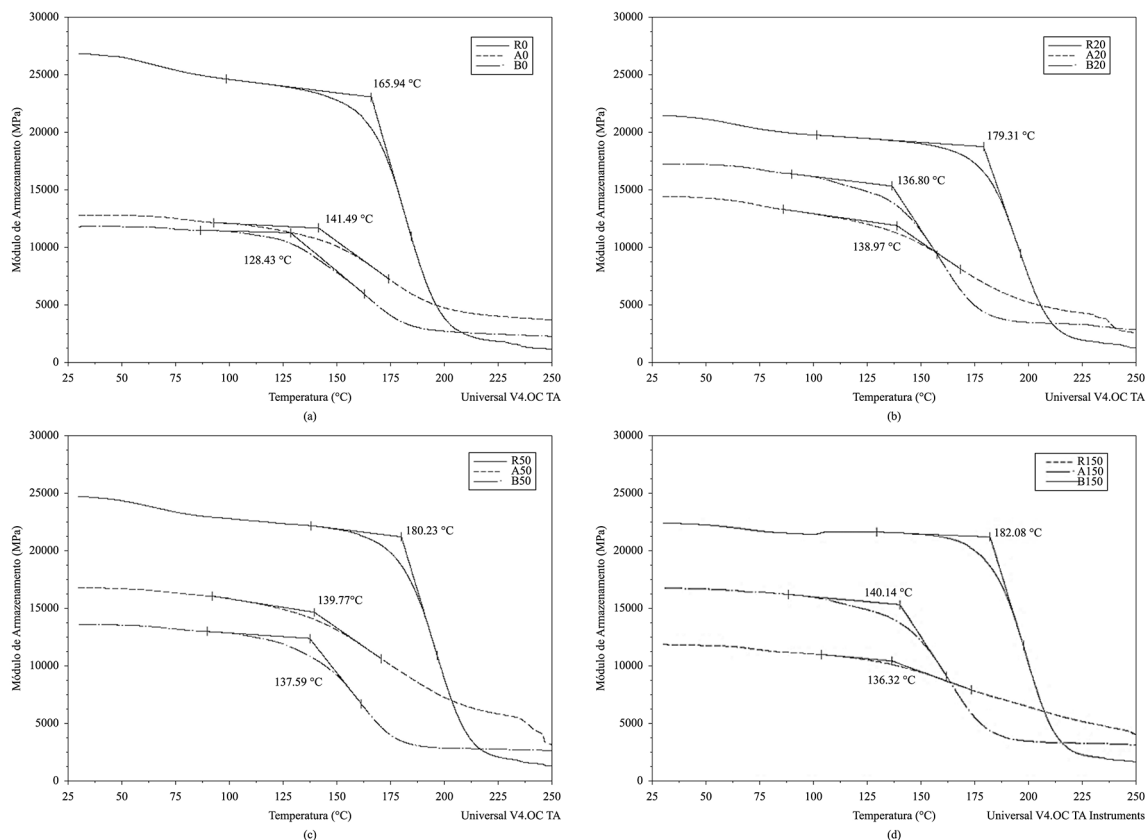 30000
25000
20000
15000
10000
5000
0
Módulo de Armazenamento (MPa)
R0
A0
B0
165.94 °C
141.49 °C
128.43 °C
25 50 75 100 125 150 175 200 225 250
Temperatura (°C)
Universal V4.OC TA
(a)
30000
25000
20000
15000
10000
5000
0
Módulo de Armazenamento (MPa)
R20
A20
B20
179.31 °C
136.80 °C
138.97 °C
25 50 75 100 125 150 175 200 225 250
Temperatura (°C)
Universal V4.OC TA
(b)
30000
25000
20000
15000
10000
5000
0
Módulo de Armazenamento (MPa)
R50
A50
B50
180.23 °C
139.77°C
137.59 °C
25 50 75 100 125 150 175 200 225 250
Temperatura (°C)
Universal V4.OC TA
(c)
30000
25000
20000
15000
10000
5000
0
Módulo de Armazenamento (MPa)
R150
A150
B150
182.08 °C
140.14 °C
136.32 °C
25 50 75 100 125 150 175 200 225 250
Temperatura (°C)
Universal V4.OC TA Instruments
(d)